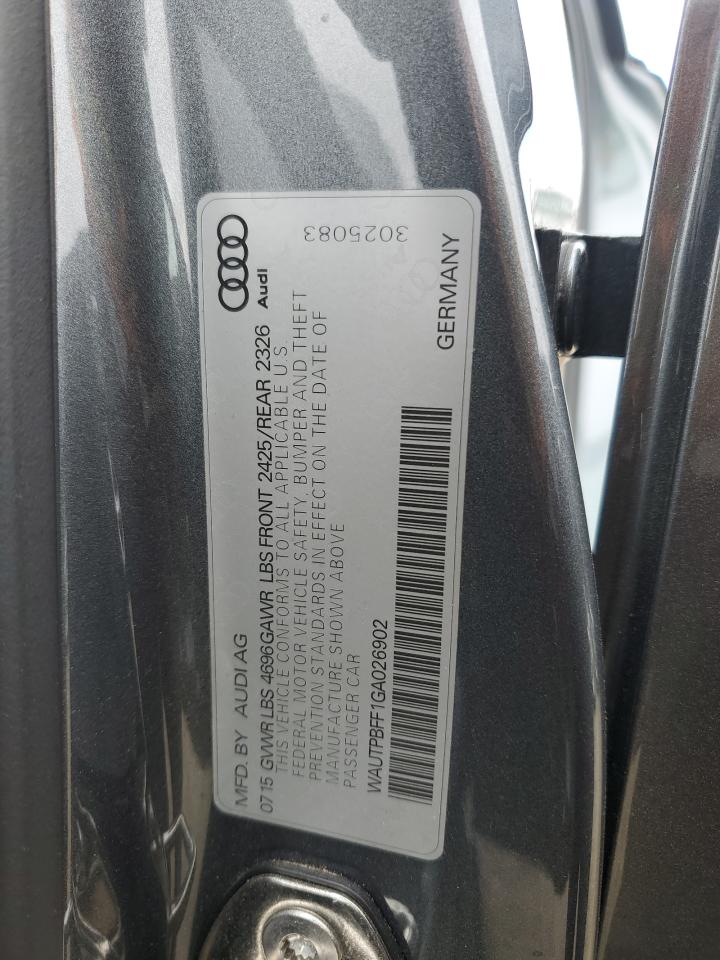 MFD. BY AUDI AG
Audi
07 15 GVWR LBS 4696 GAWR LBS FRONT 2425/REAR 2326
THIS VEHICLE CONFORMS TO ALL APPLICABLE U.S.
FEDERAL MOTOR VEHICLE SAFETY, BUMPER AND THEFT
PREVENTION STANDARDS IN EFFECT ON THE DATE OF
MANUFACTURE SHOWN ABOVE
PASSENGER CAR
3025083
WAUTPBFF1GA026902
GERMANY